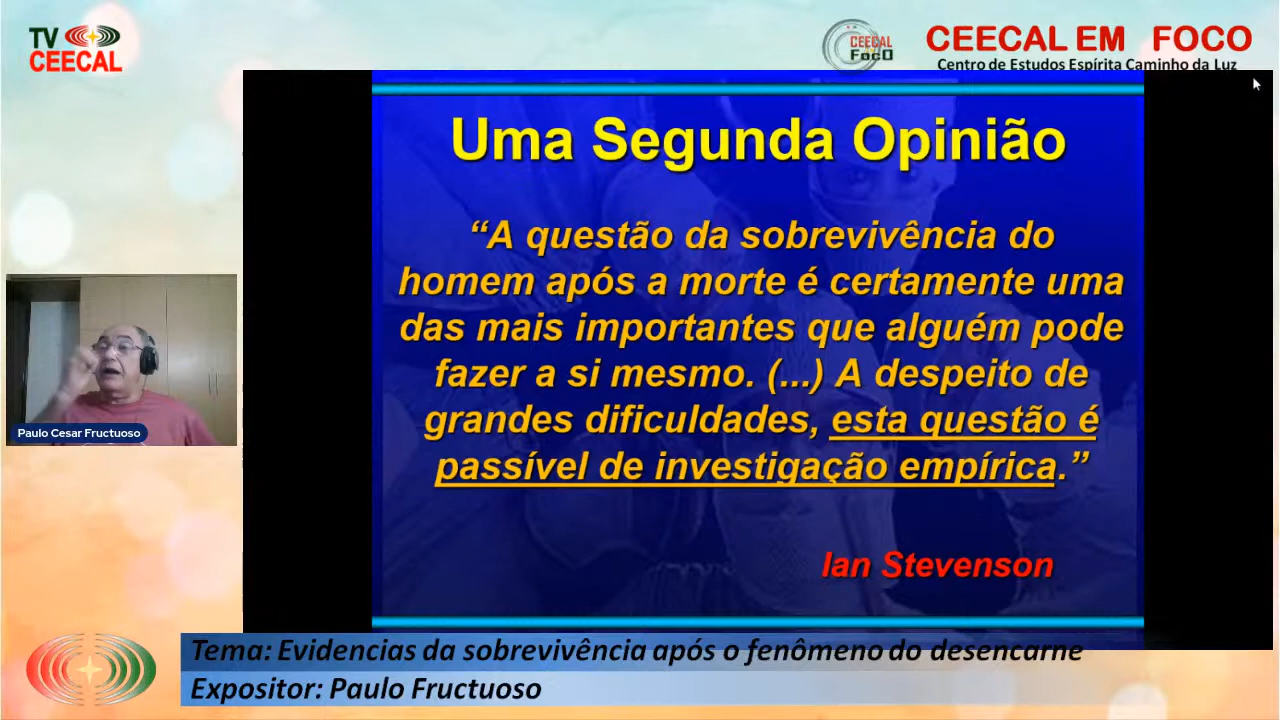 TV
CEECAL
CEECAL
FocO
CEECAL EM FOCO
Centro de Estudos Espírita Caminho da Luz
Uma Segunda Opinião
“A questão da sobrevivência do
homem após a morte é certamente uma
das mais importantes que alguém pode
fazer a si mesmo. (...) A despeito de
grandes dificuldades, esta questão é
passível de investigação empírica.”
Ian Stevenson
Paulo Cesar Fructuoso
Tema: Evidencias da sobrevivência após o fenômeno do desencarne
Expositor: Paulo Fructuoso